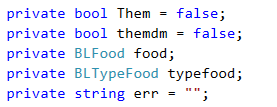 private bool Them = false;
private bool themdm = false;
private BLFood food;
private BLTypeFood typefood;
private string err = "";